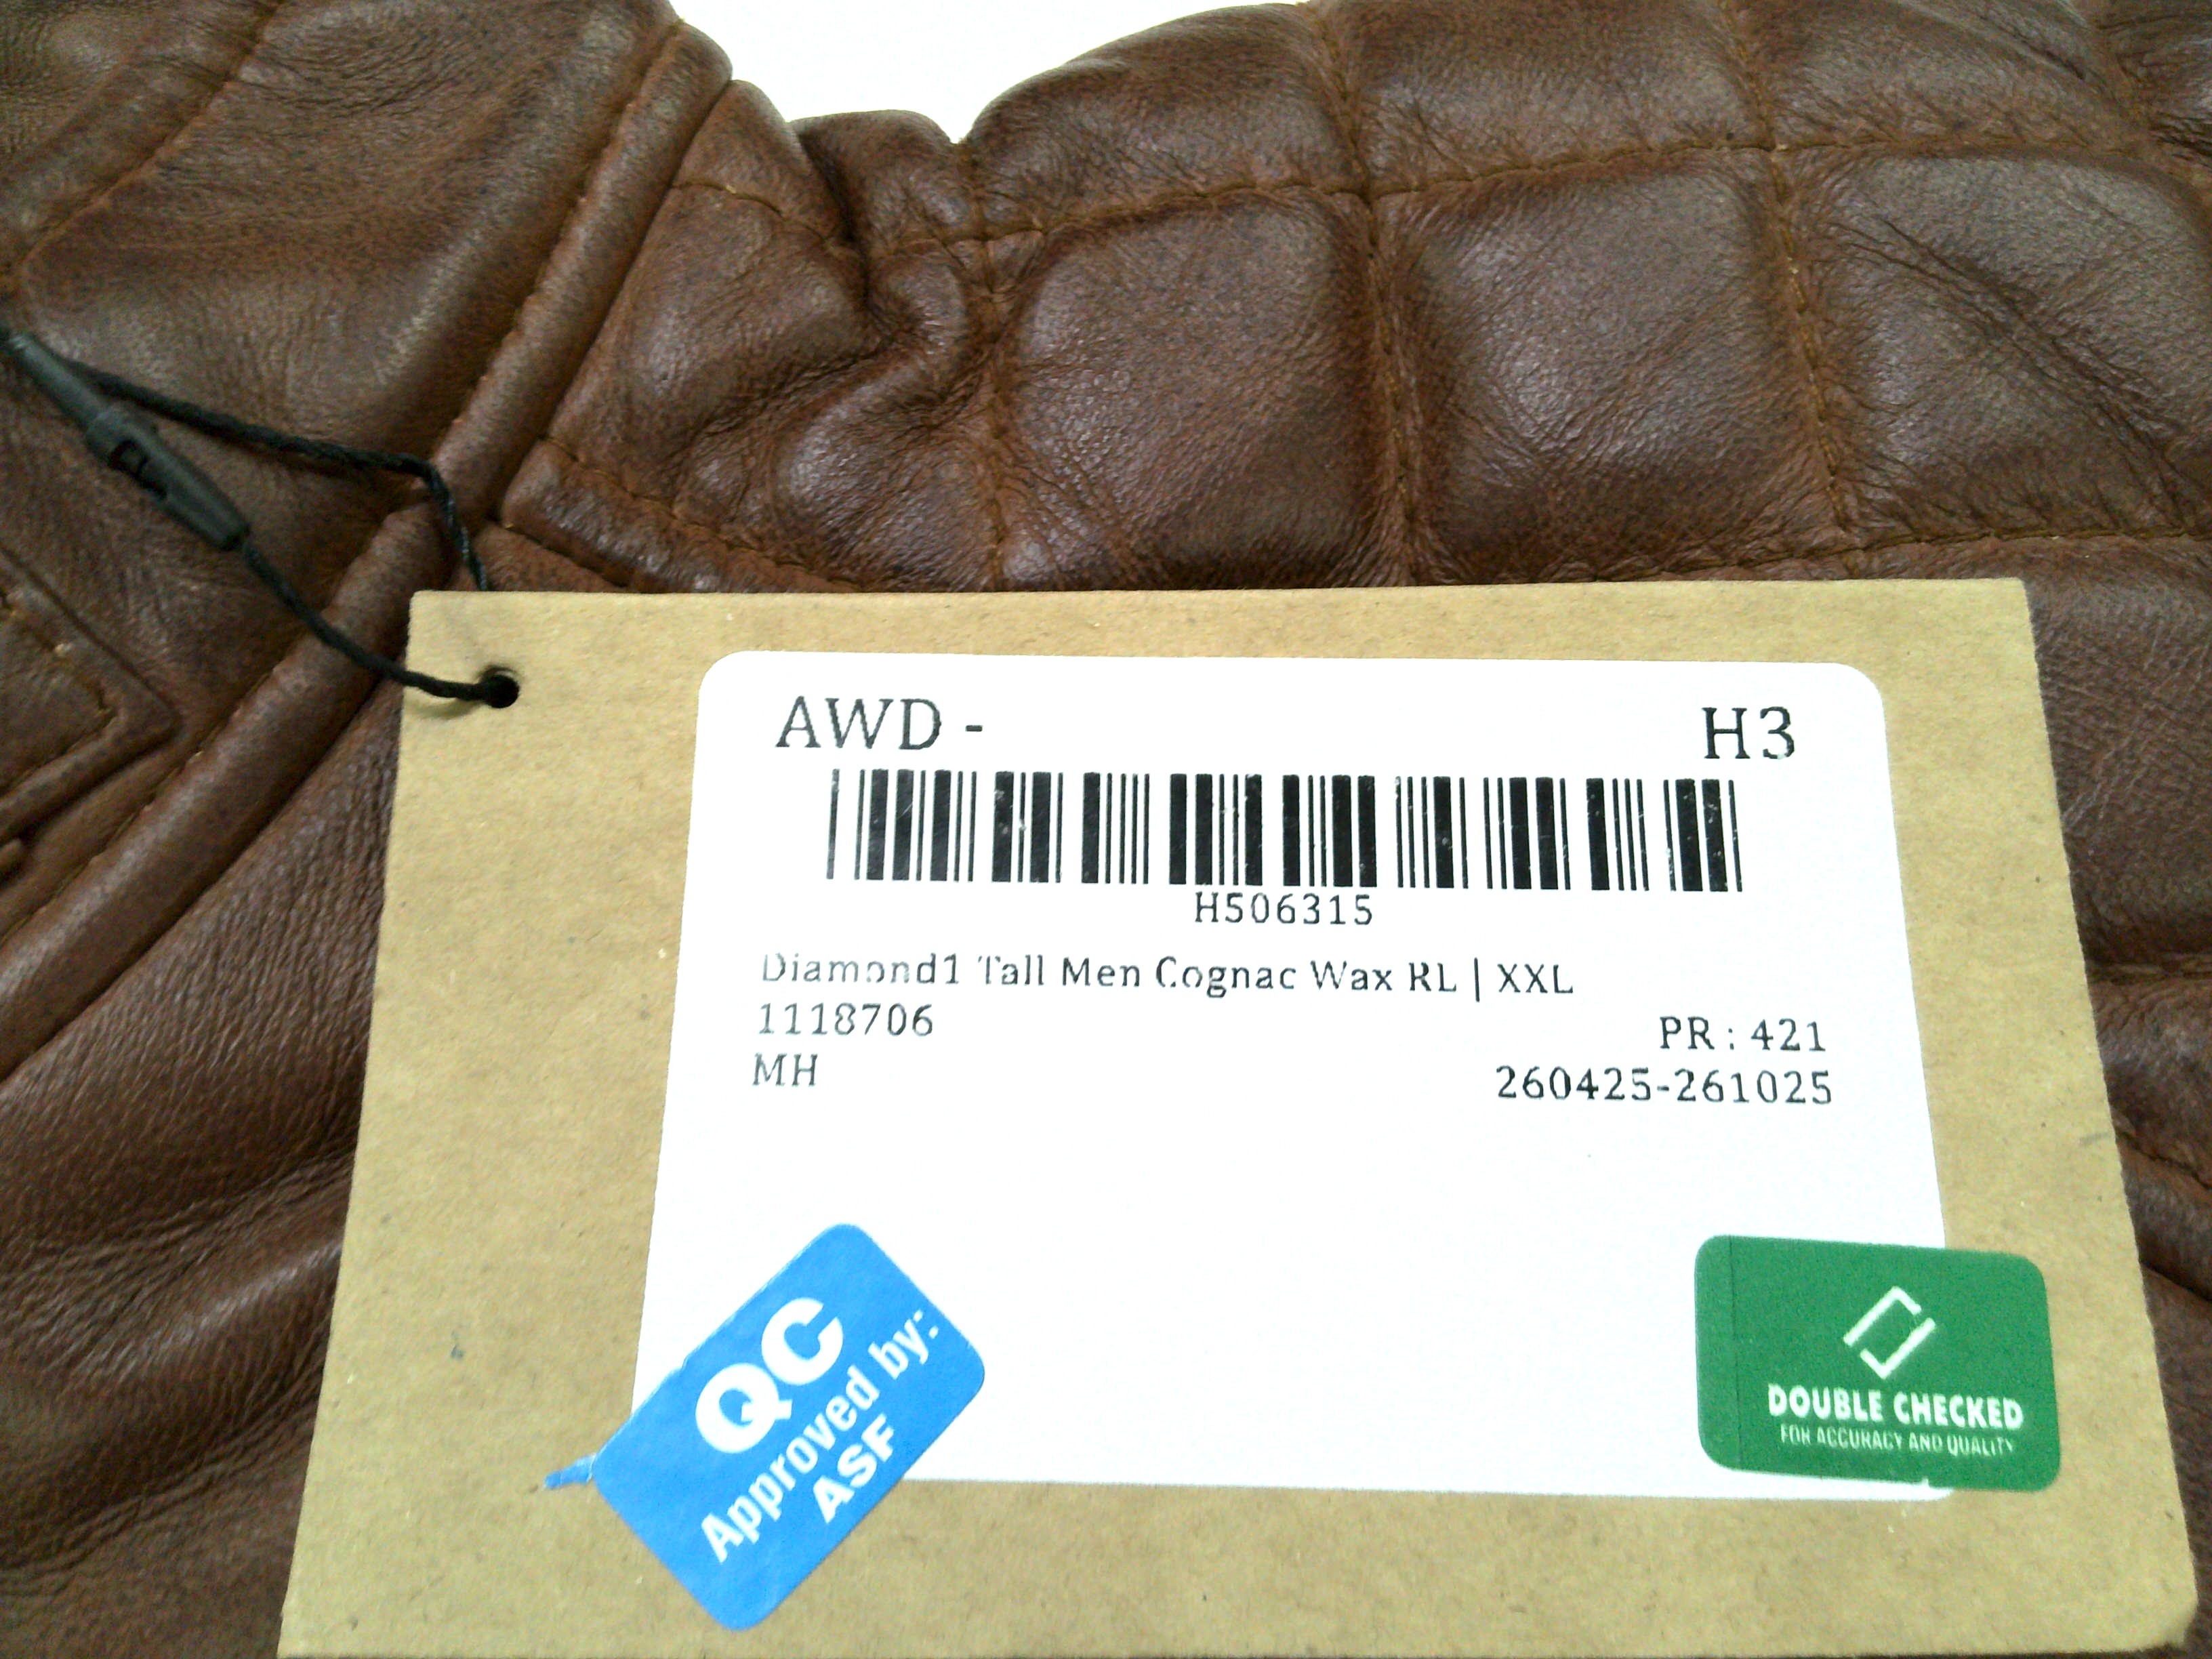 AWD - H3
H506315
Diamond1 Tall Men Cognac Wax RL | XXL
1118706
PR : 421
MH
260425-261025
QC
Approved by:
ASF
DOUBLE CHECKED
FOR ACCURACY AND QUALITY